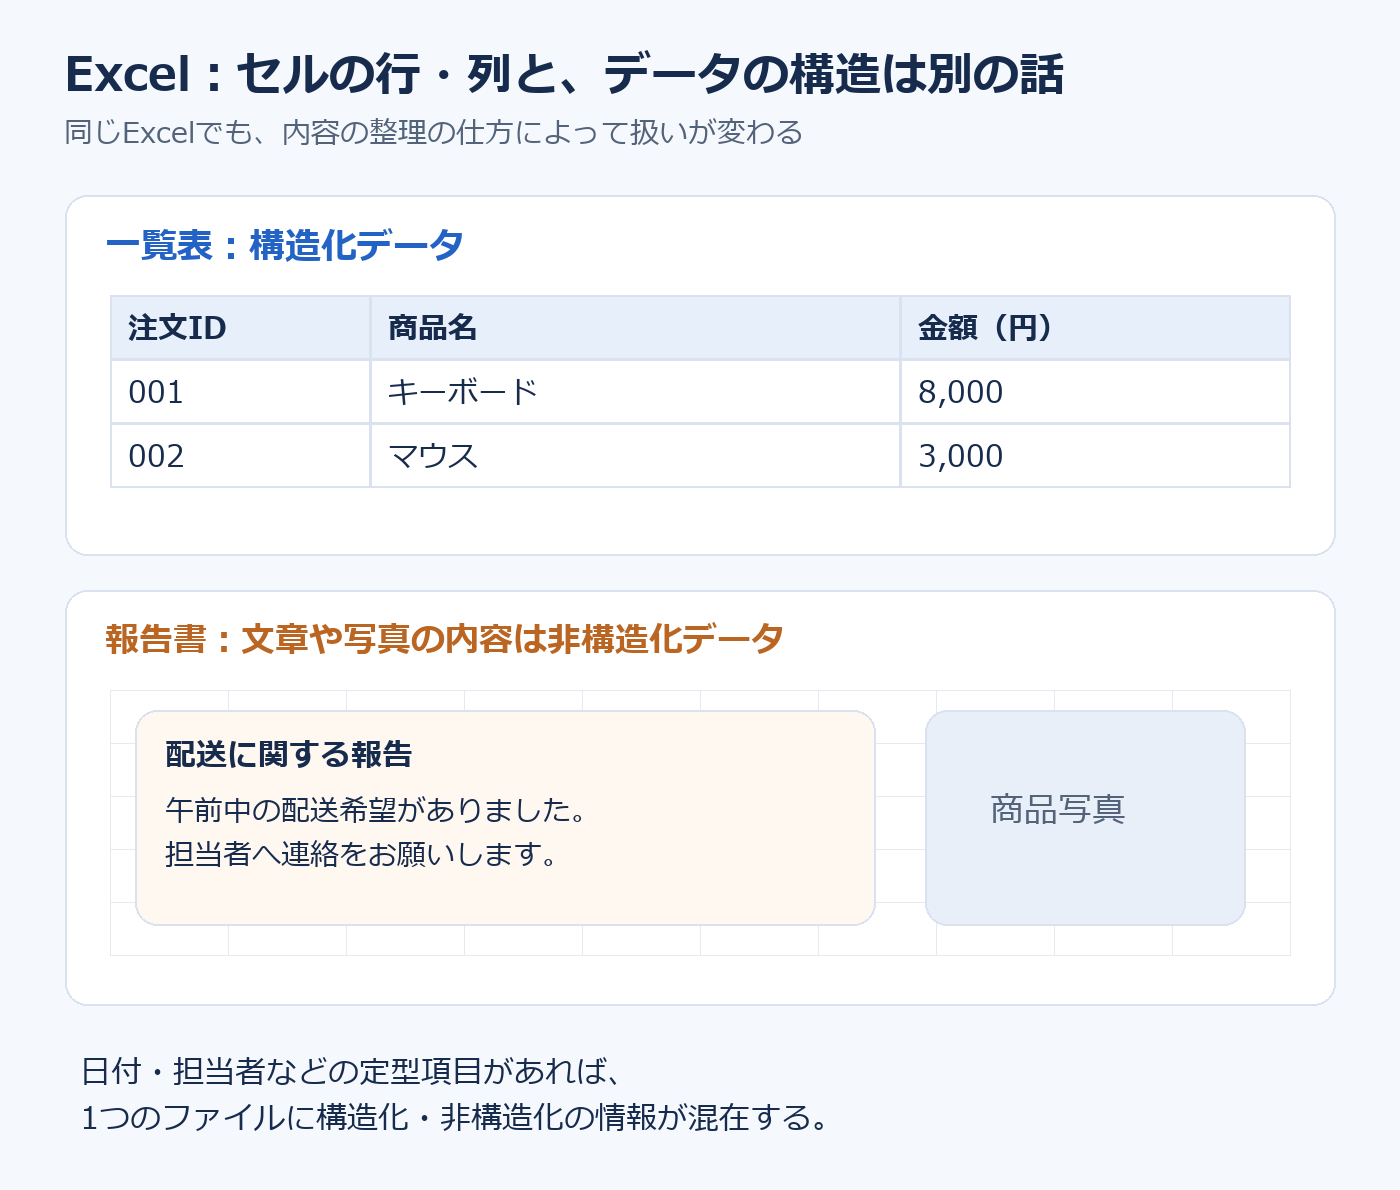 Excel：セルの行・列と、データの構造は別の話
同じExcelでも、内容の整理の仕方によって扱いが変わる
一覧表：構造化データ
注文ID 商品名 金額（円）
001 キーボード 8,000
002 マウス 3,000
報告書：文章や写真の内容は非構造化データ
配送に関する報告
午前中の配送希望がありました。
担当者へ連絡をお願いします。
商品写真
日付・担当者などの定型項目があれば、
1つのファイルに構造化・非構造化の情報が混在する。